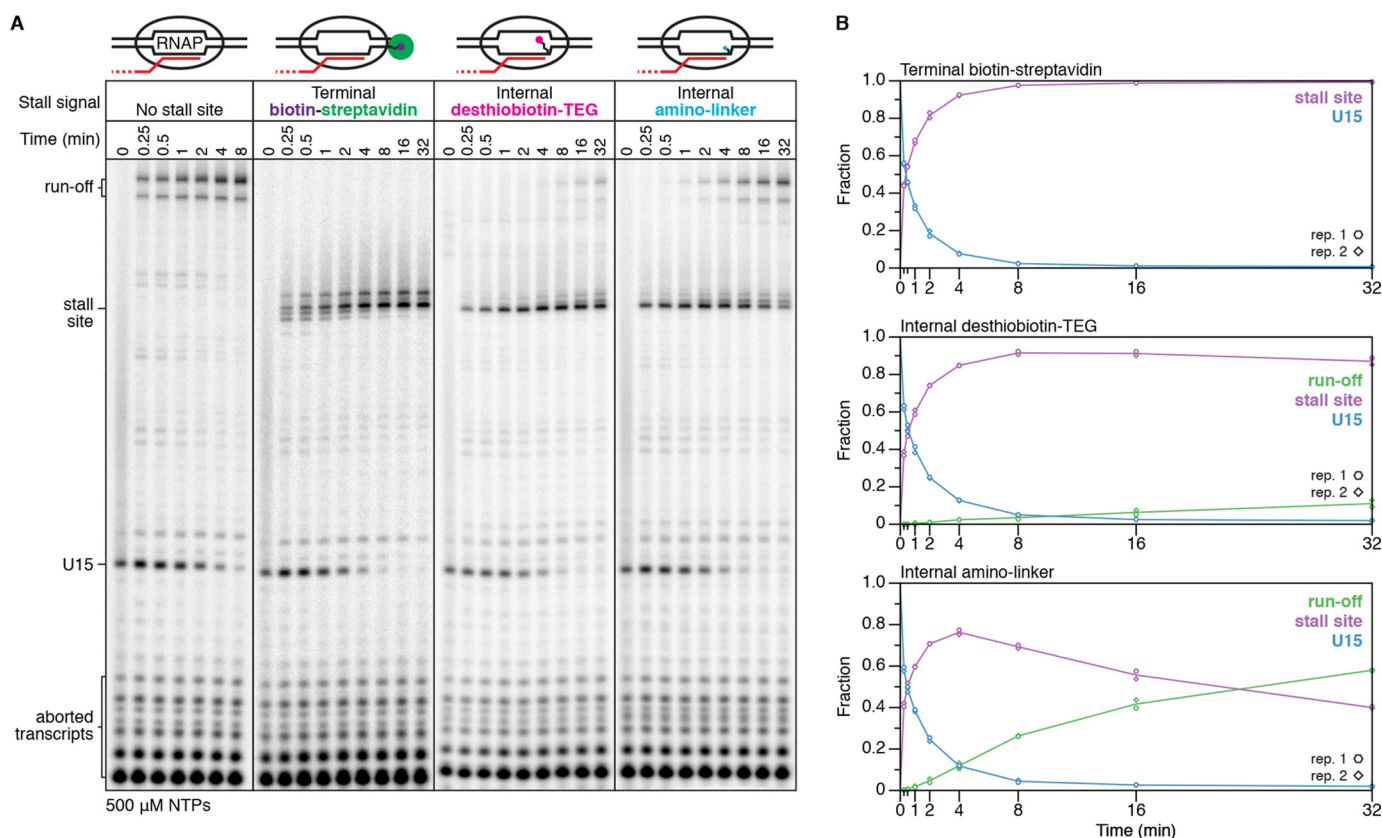 A
RNAP
Stall signal
No stall site
Terminal
biotin-streptavidin
Internal
desthiobiotin-TEG
Internal
amino-linker
Time (min)
0 0.25 0.5 1 2 4 8
0 0.25 0.5 1 2 4 8 16 32
0 0.25 0.5 1 2 4 8 16 32
0 0.25 0.5 1 2 4 8 16 32
run-off
stall
site
U15
aborted
transcripts
500 µM NTPs
B
Terminal biotin-streptavidin
1.0
0.8
0.6
0.4
0.2
0
Fraction
stall site
U15
rep. 1
rep. 2
0 1 2 4 8 16 32
Internal desthiobiotin-TEG
1.0
0.8
0.6
0.4
0.2
0
Fraction
run-off
stall site
U15
rep. 1
rep. 2
0 1 2 4 8 16 32
Internal amino-linker
1.0
0.8
0.6
0.4
0.2
0
Fraction
run-off
stall site
U15
rep. 1
rep. 2
0 1 2 4 8 16 32
Time (min)